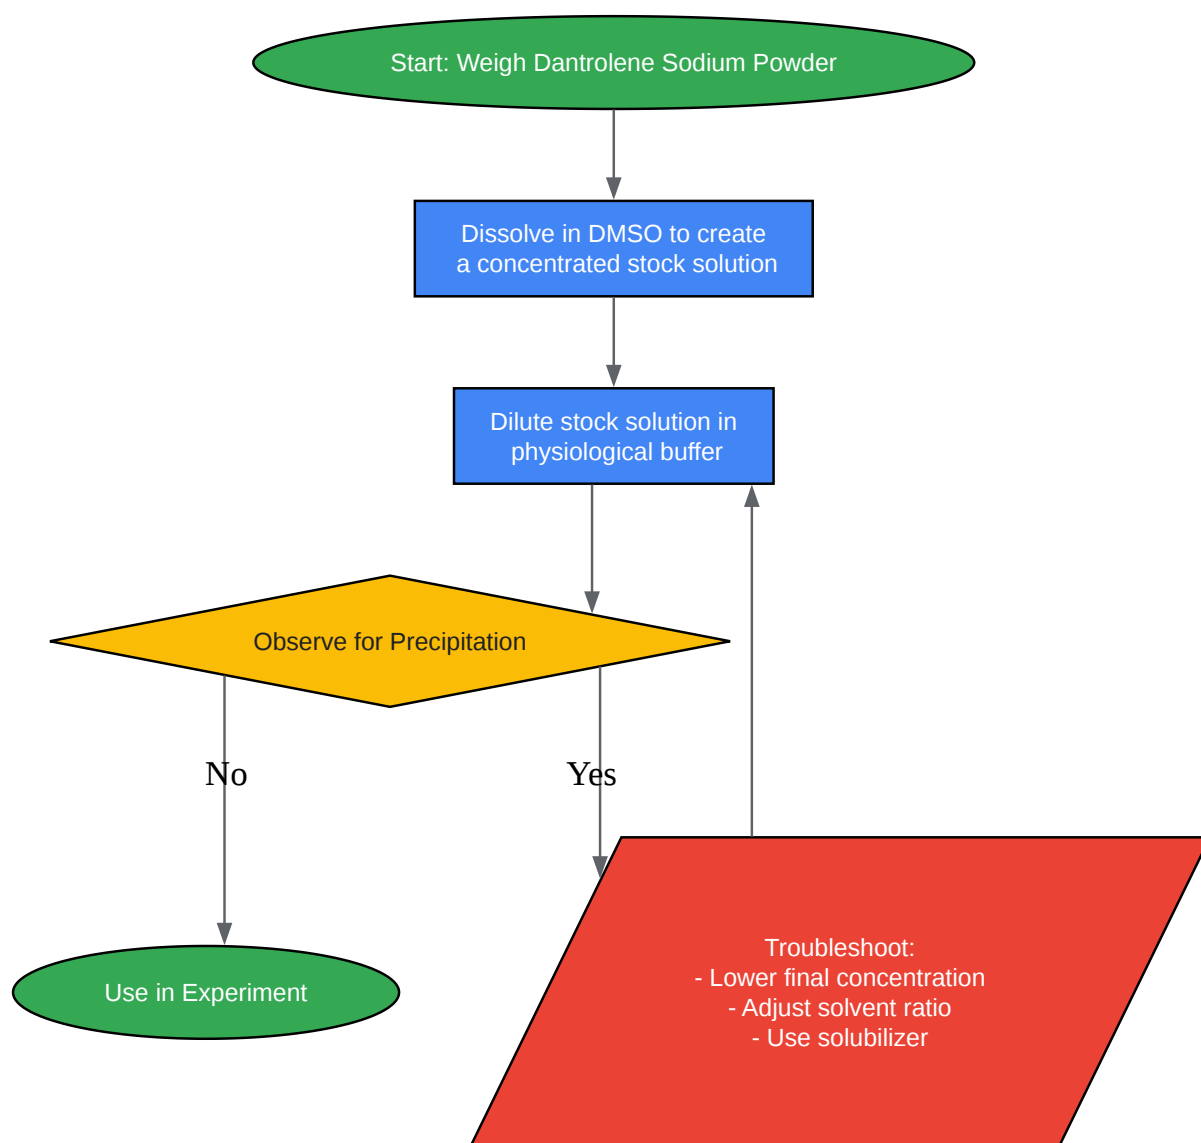 Start: Weigh Dantrolene Sodium Powder
Dissolve in DMSO to create
a concentrated stock solution
Dilute stock solution in
physiological buffer
Observe for Precipitation
No
Yes
Use in Experiment
Troubleshoot:
- Lower final concentration
- Adjust solvent ratio
- Use solubilizer